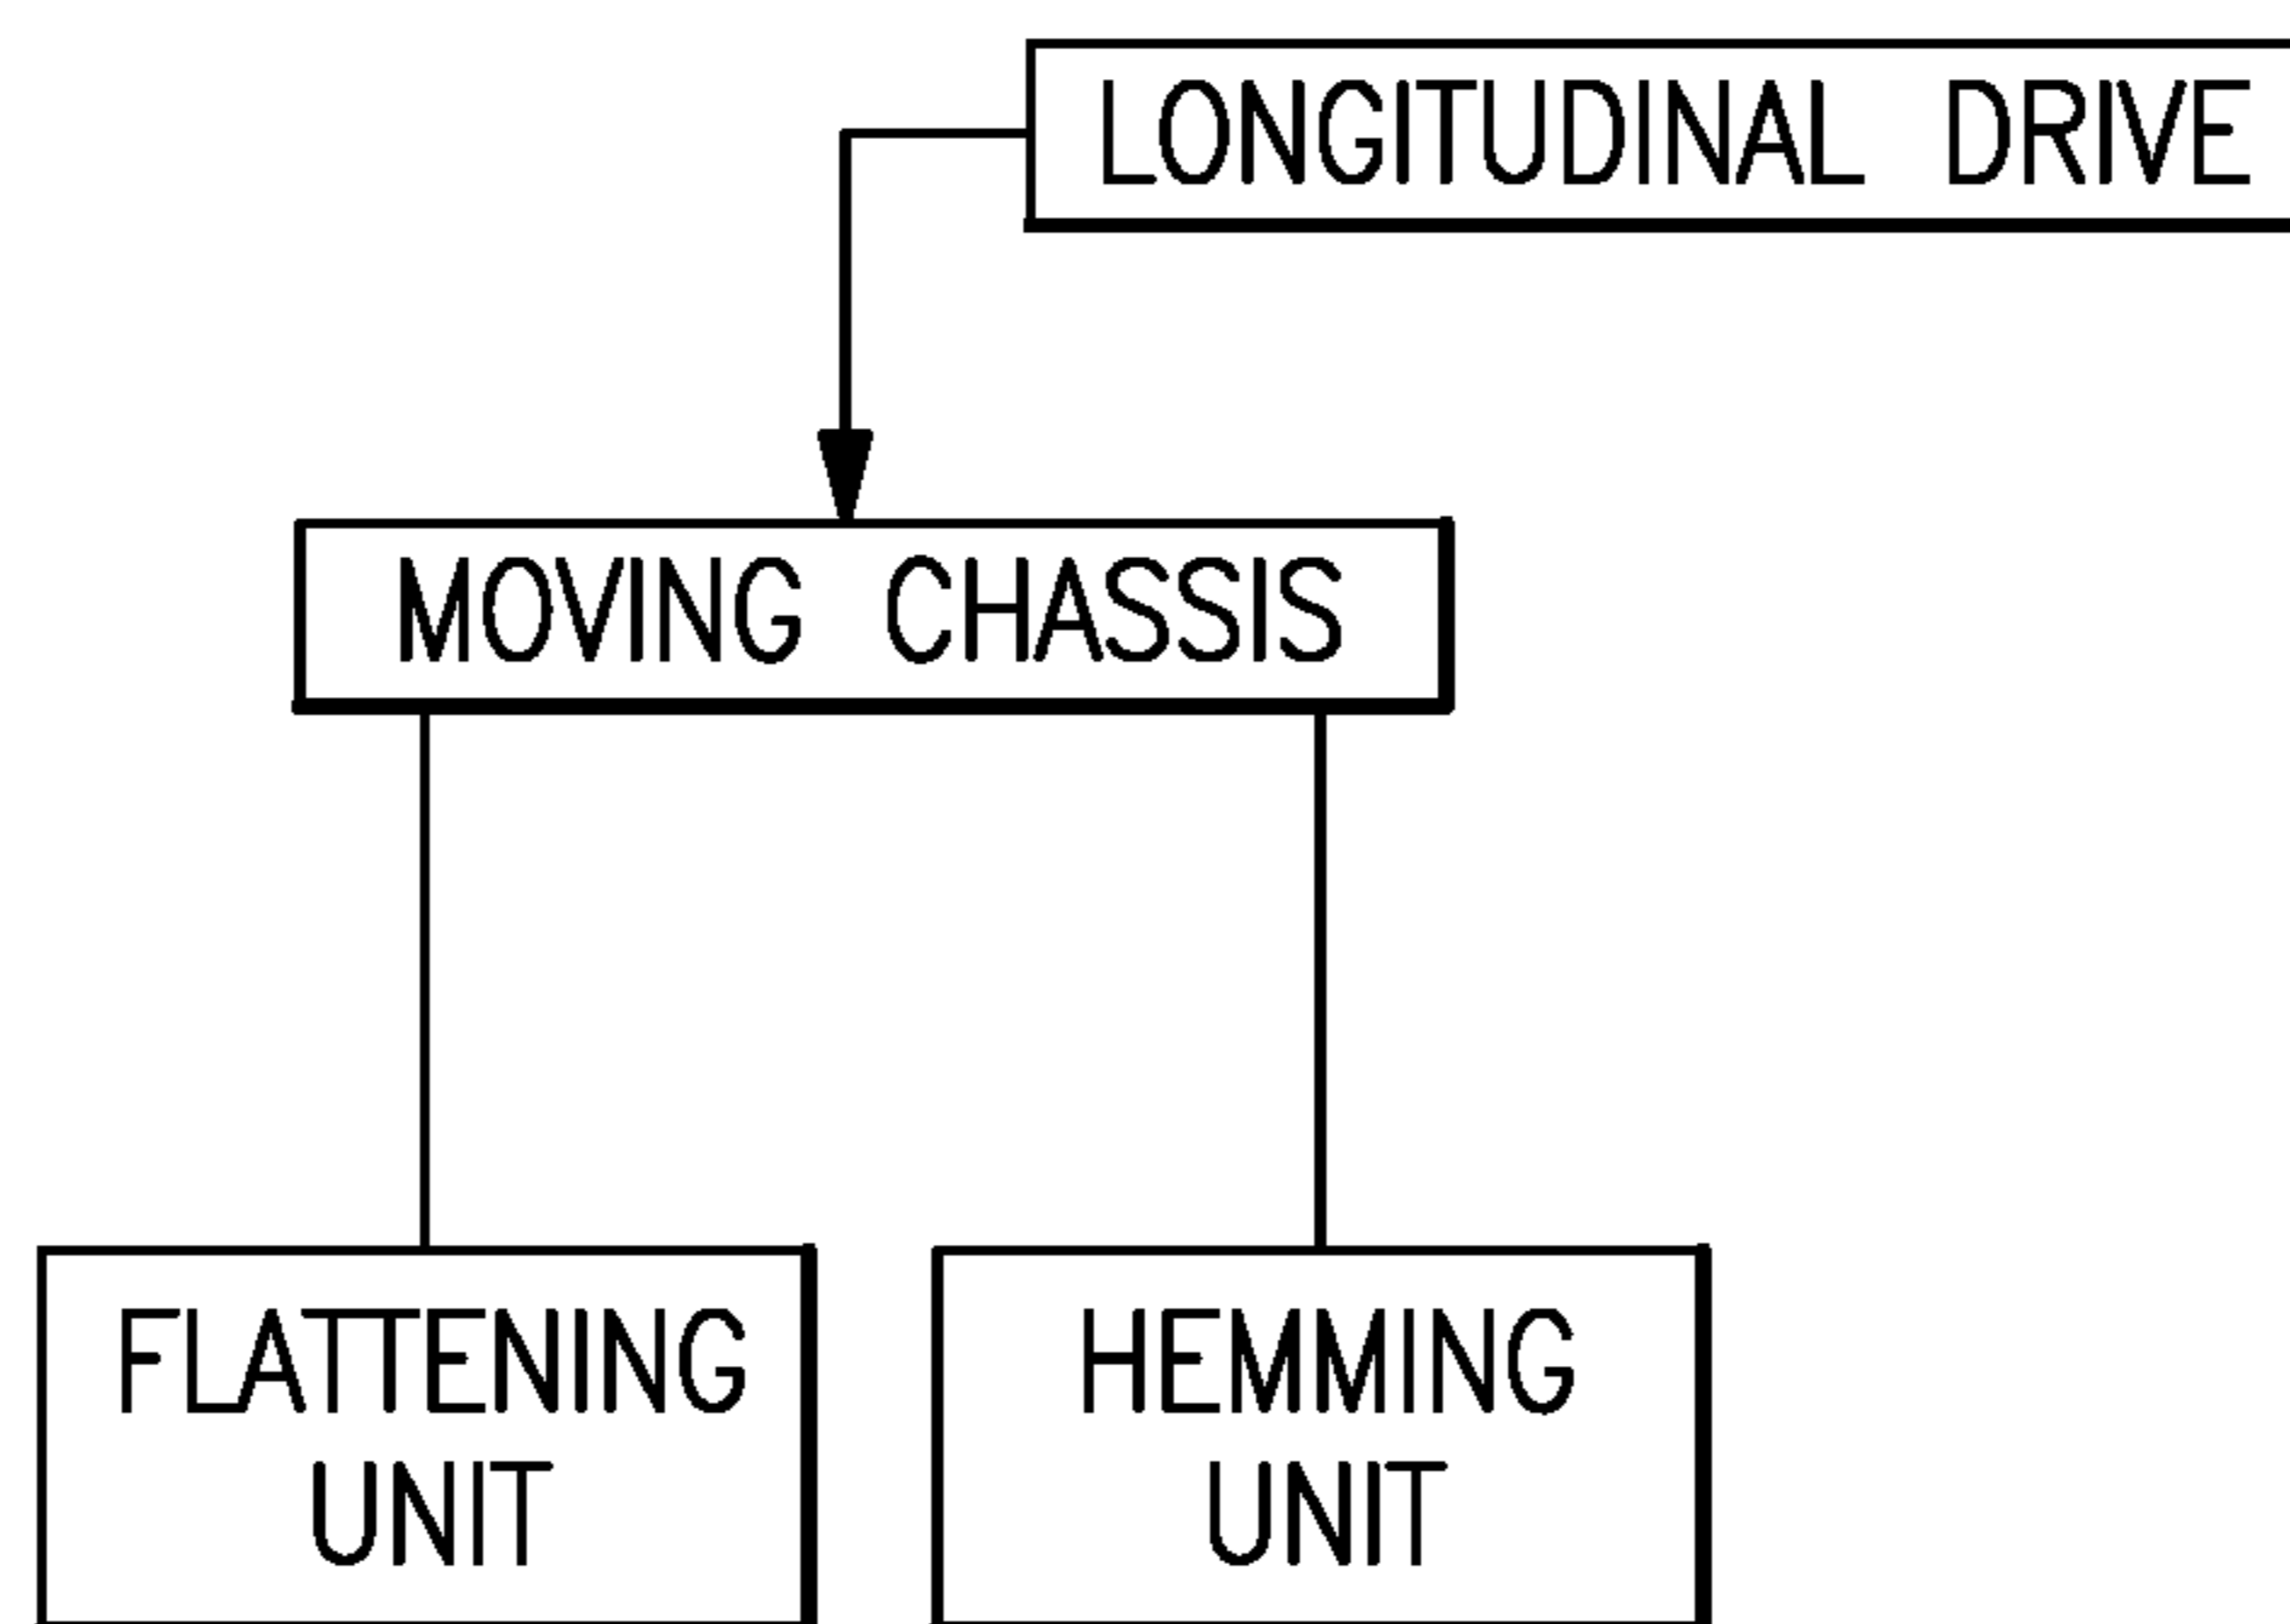 LONGITUDINAL DRIVE
MOVING CHASSIS
FLATTENING
UNIT
HEMMING
UNIT